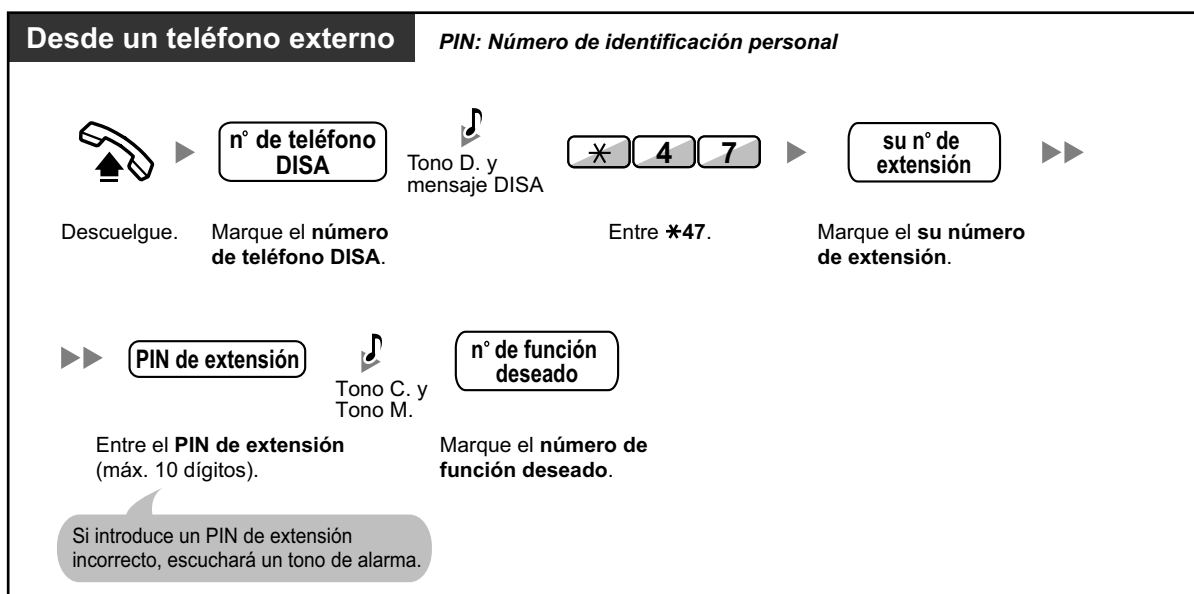 Desde un teléfono externo
PIN: Número de identificación personal
n° de teléfono
DISA
Tono D. y
mensaje DISA
* 4 7
su n° de
extensión
Descuelgue.
Marque el número
de teléfono DISA.
Entre *47.
Marque el su número
de extensión.
PIN de extensión
Tono C. y
Tono M.
n° de función
deseado
Entre el PIN de extensión
(máx. 10 dígitos).
Marque el número de
función deseado.
Si introduce un PIN de extensión
incorrecto, escuchará un tono de alarma.